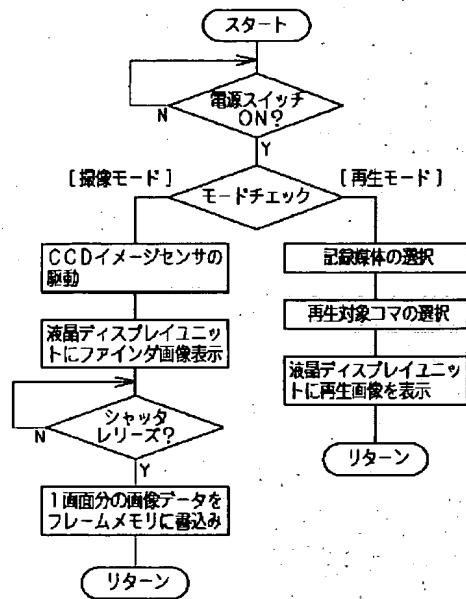 スタート
電源スイッチ
ON?
N
Y
[撮像モード]
モードチェック
[再生モード]
CCDイメージセンサの
駆動
液晶ディスプレイユニット
にファインダ画像表示
シャッタ
レリーズ?
N
Y
1画面分の画像データを
フレームメモリに書込み
リターン
記録媒体の選択
再生対象コマの選択
液晶ディスプレイユニッ
トに再生画像を表示
リターン